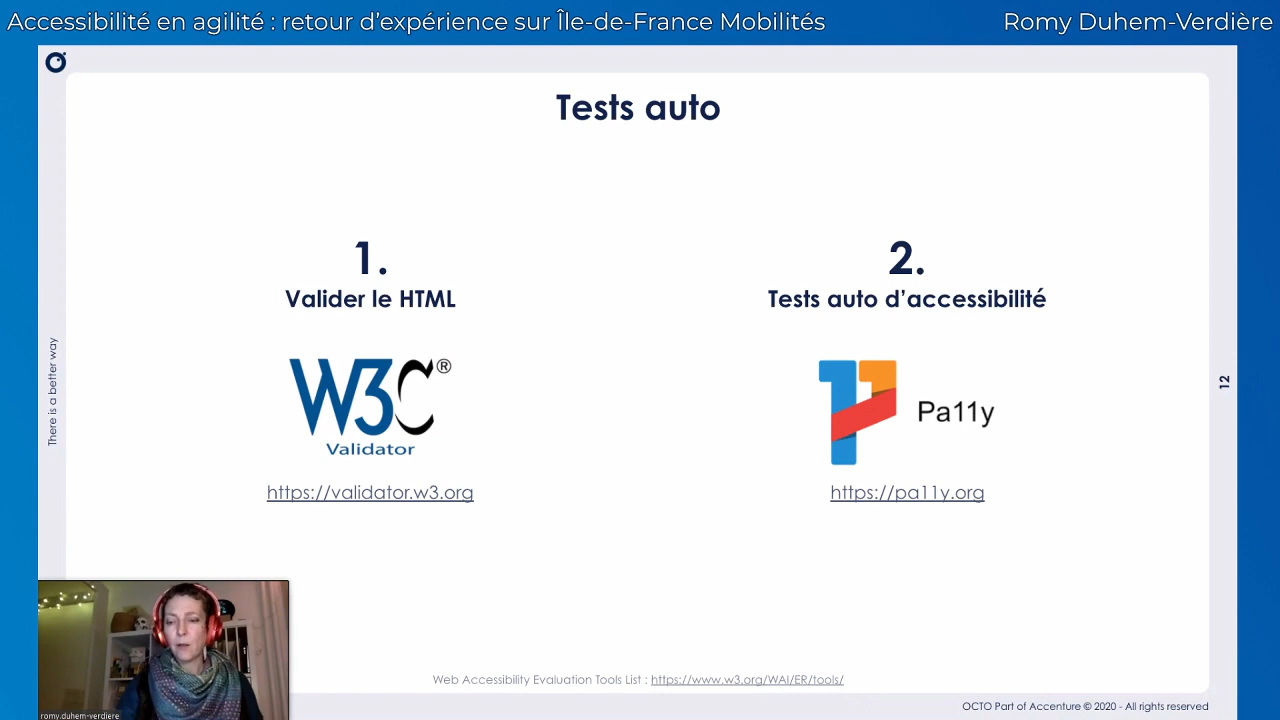 Accessibilité en agilité : retour d’expérience sur Île-de-France Mobilités
Romy Duhem-Verdière
Tests auto
1.
Valider le HTML
W3C®
Validator
https://validator.w3.org
2.
Tests auto d’accessibilité
Pa11y
https://pa11y.org
There is a better way
12
Web Accessibility Evaluation Tools List : https://www.w3.org/WAI/ER/tools/
OCTO Part of Accenture © 2020 - All rights reserved
romy.duhem-verdiere